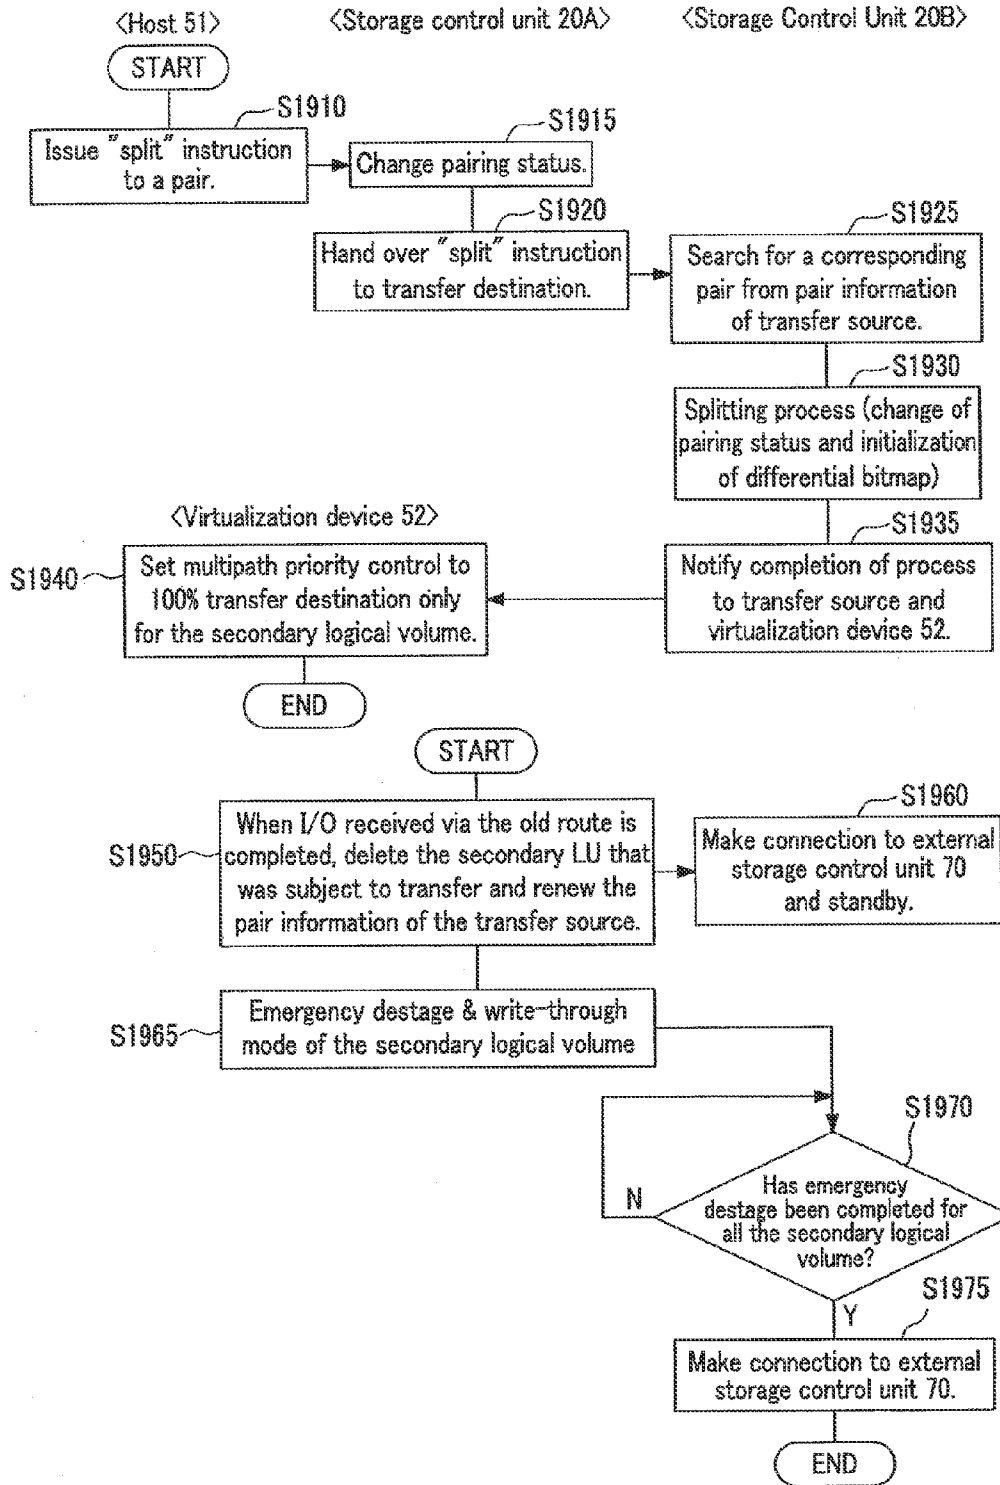 <Host 51>
<Storage control unit 20A>
<Storage Control Unit 20B>
START
S1910
Issue "split" instruction
to a pair.
S1915
Change pairing status.
S1920
Hand over "split" instruction
to transfer destination.
S1925
Search for a corresponding
pair from pair information
of transfer source.
S1930
Splitting process (change of
pairing status and initialization
of differential bitmap)
S1935
Notify completion of process
to transfer source and
virtualization device 52.
<Virtualization device 52>
S1940
Set multipath priority control to
100% transfer destination only
for the secondary logical volume.
END
START
S1950
When I/O received via the old route is
completed, delete the secondary LU that
was subject to transfer and renew the
pair information of the transfer source.
S1960
Make connection to external
storage control unit 70
and standby.
S1965
Emergency destage & write-through
mode of the secondary logical volume
S1970
Has emergency
destage been completed for
all the secondary logical
volume?
N
Y
S1975
Make connection to external
storage control unit 70.
END